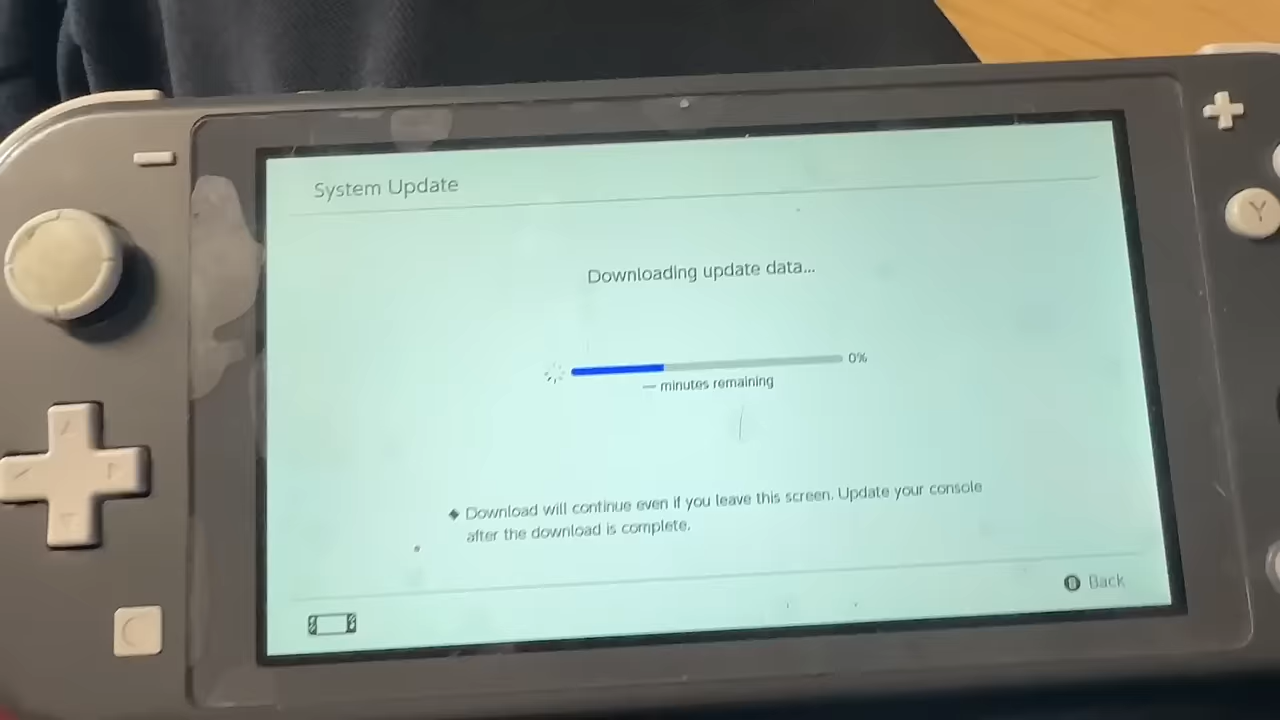 System Update
Downloading update data...
0%
— minutes remaining
Download will continue even if you leave this screen. Update your console
after the download is complete.
B Back
Y